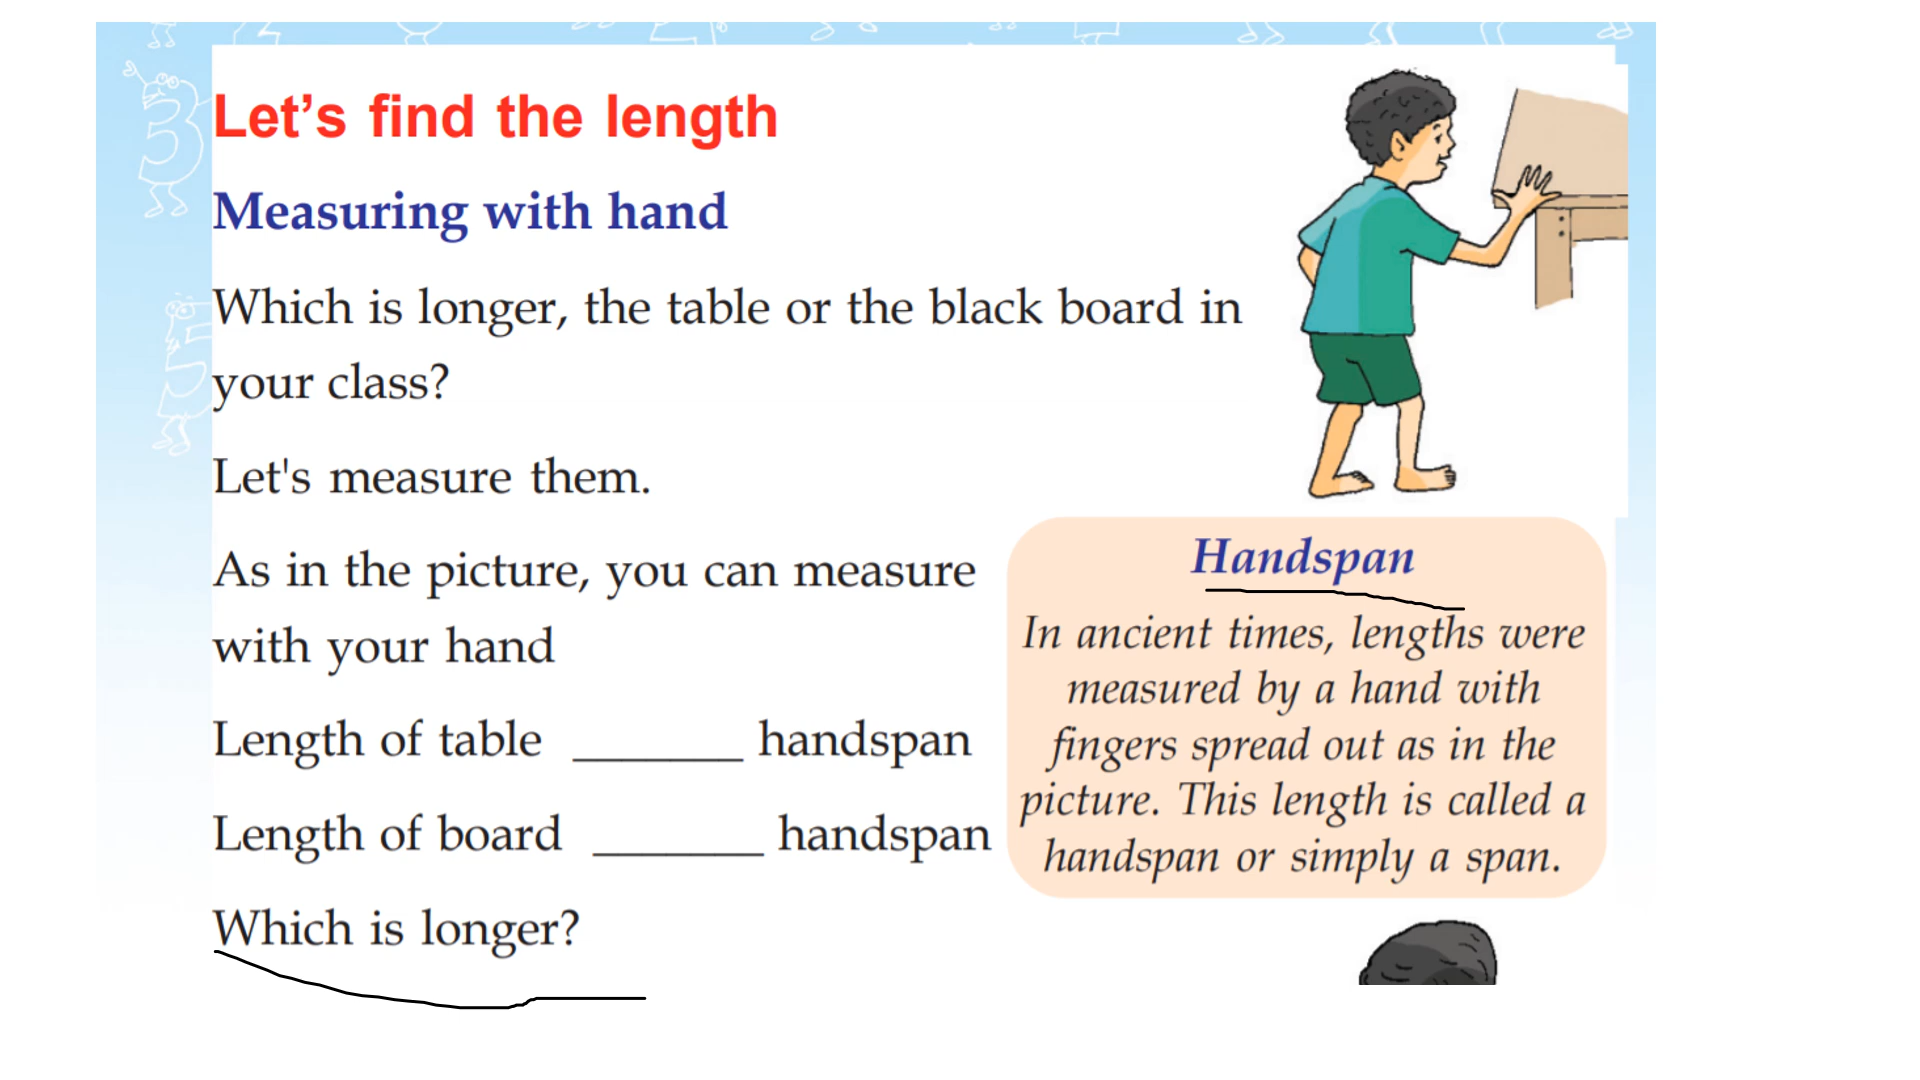 Let’s find the length
Measuring with hand
Which is longer, the table or the black board in
your class?
Let's measure them.
As in the picture, you can measure
with your hand
Length of table _______ handspan
Length of board _______ handspan
Which is longer?
Handspan
In ancient times, lengths were
measured by a hand with
fingers spread out as in the
picture. This length is called a
handspan or simply a span.